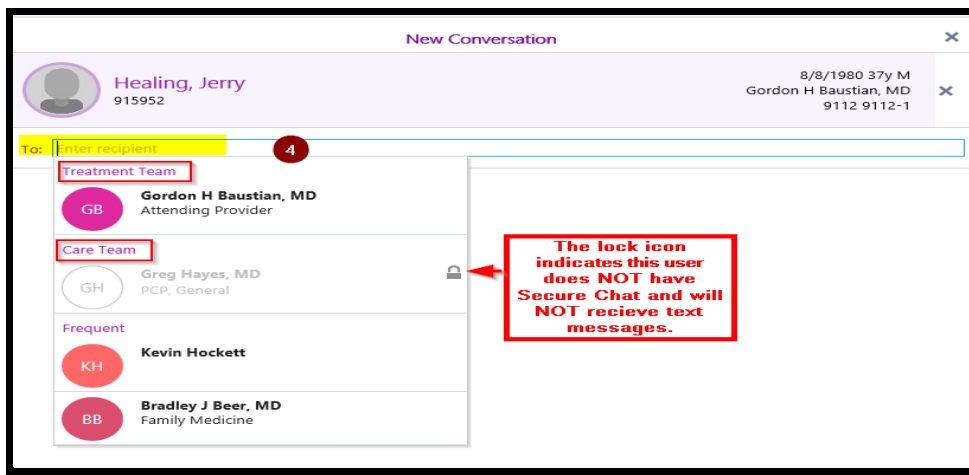 New Conversation
Healing, Jerry
915952
8/8/1980 37y M
Gordon H Baustian, MD
9112 9112-1
To: Enter recipient
4
Treatment Team
GB
Gordon H Baustian, MD
Attending Provider
Care Team
GH
Greg Hayes, MD
PCP, General
The lock icon
indicates this user
does NOT have
Secure Chat and will
NOT recieve text
messages.
Frequent
KH
Kevin Hockett
BB
Bradley J Beer, MD
Family Medicine